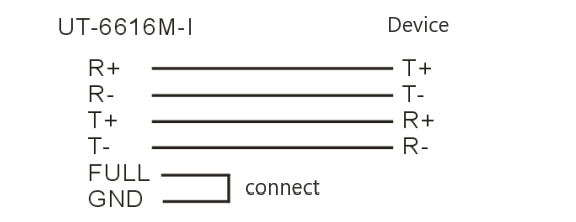 UT-6616M-I Device
R+ T+
R- T-
T+ R+
T- R-
FULL
connect
GND